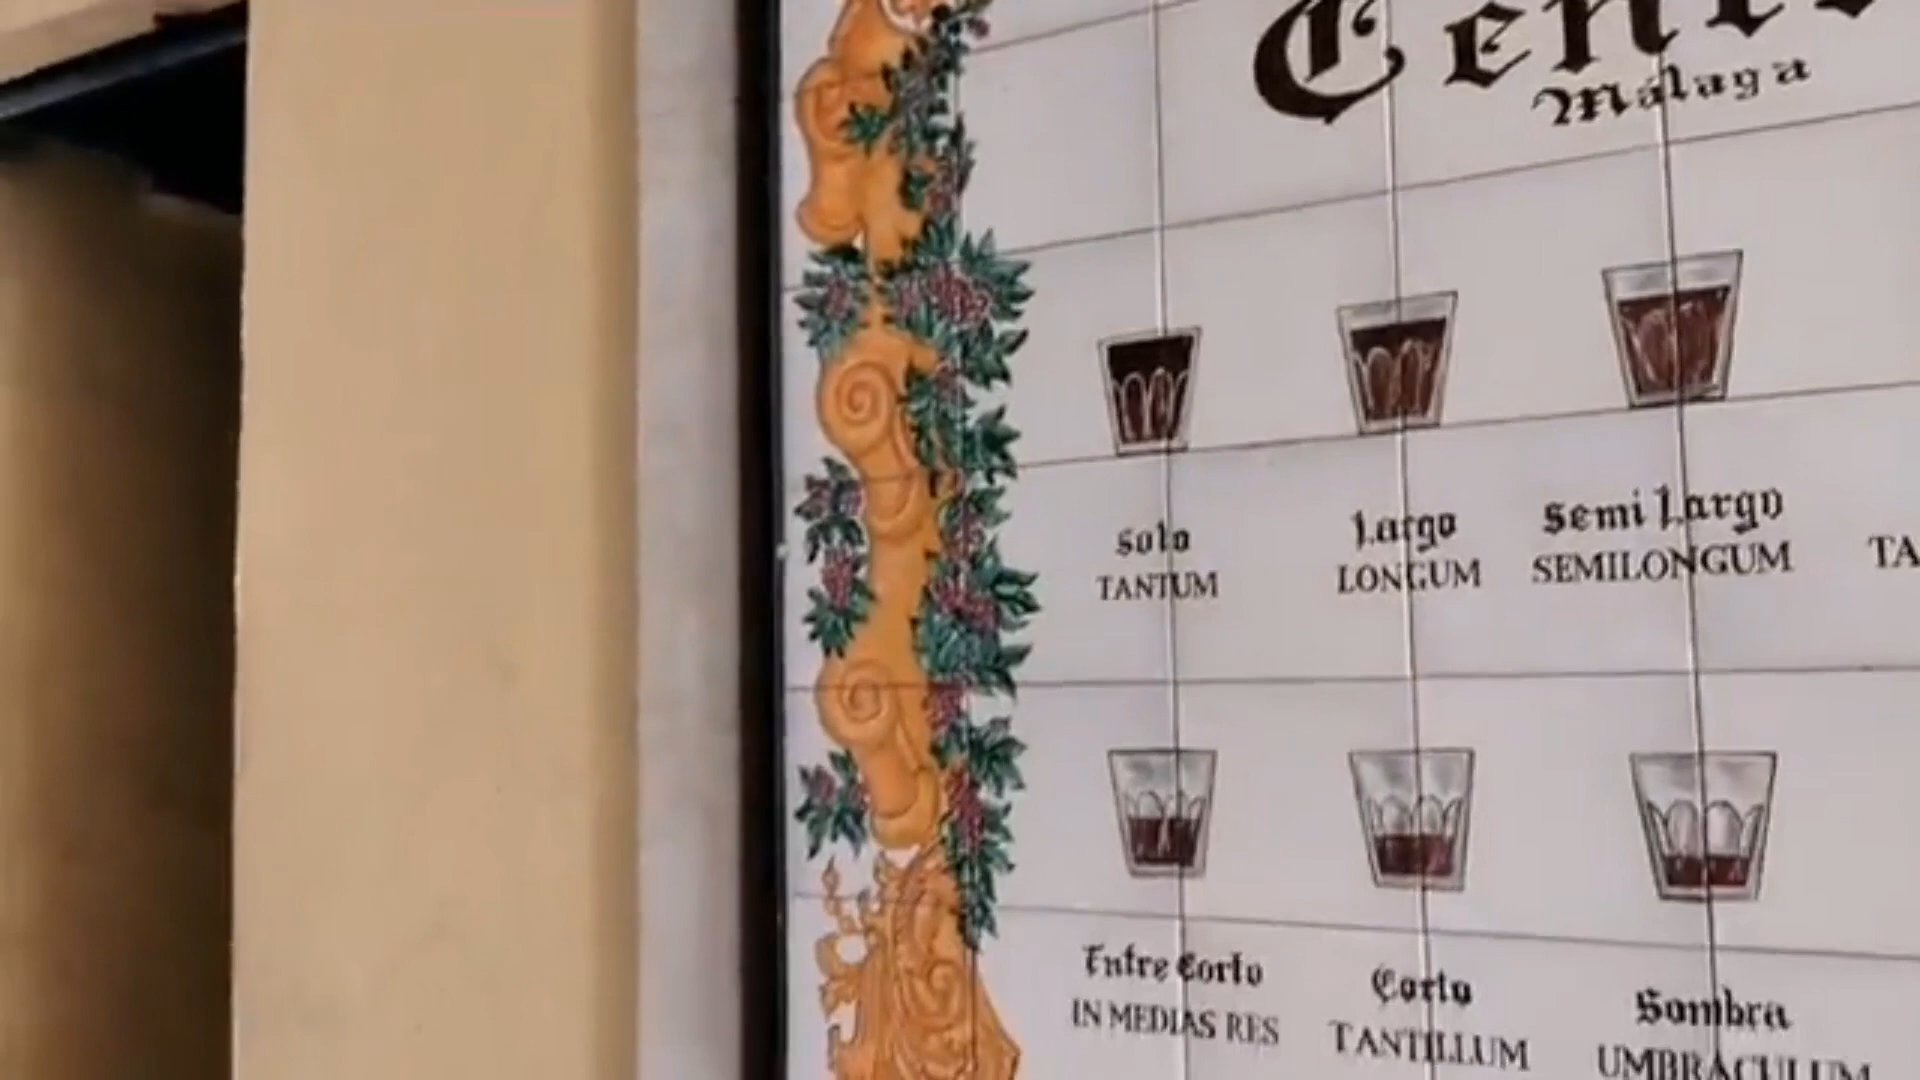 Málaga
Solo
TANTUM
Largo
LONGUM
Semi Largo
SEMILONGUM
Entre Corto
IN MEDIAS RES
Corto
TANTILLUM
Sombra
UMBRACULUM